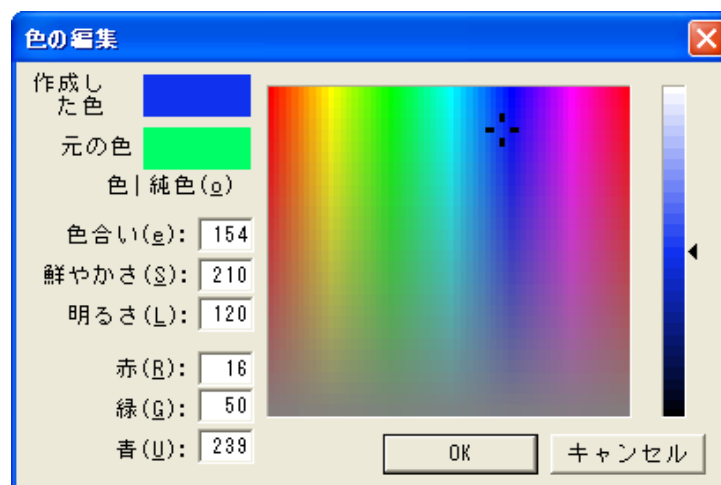 色の編集
作成し
た色
元の色
色|純色(o)
色合い(e): 154
鮮やかさ(S): 210
明るさ(L): 120
赤(R): 16
緑(G): 50
青(U): 239
OK キャンセル